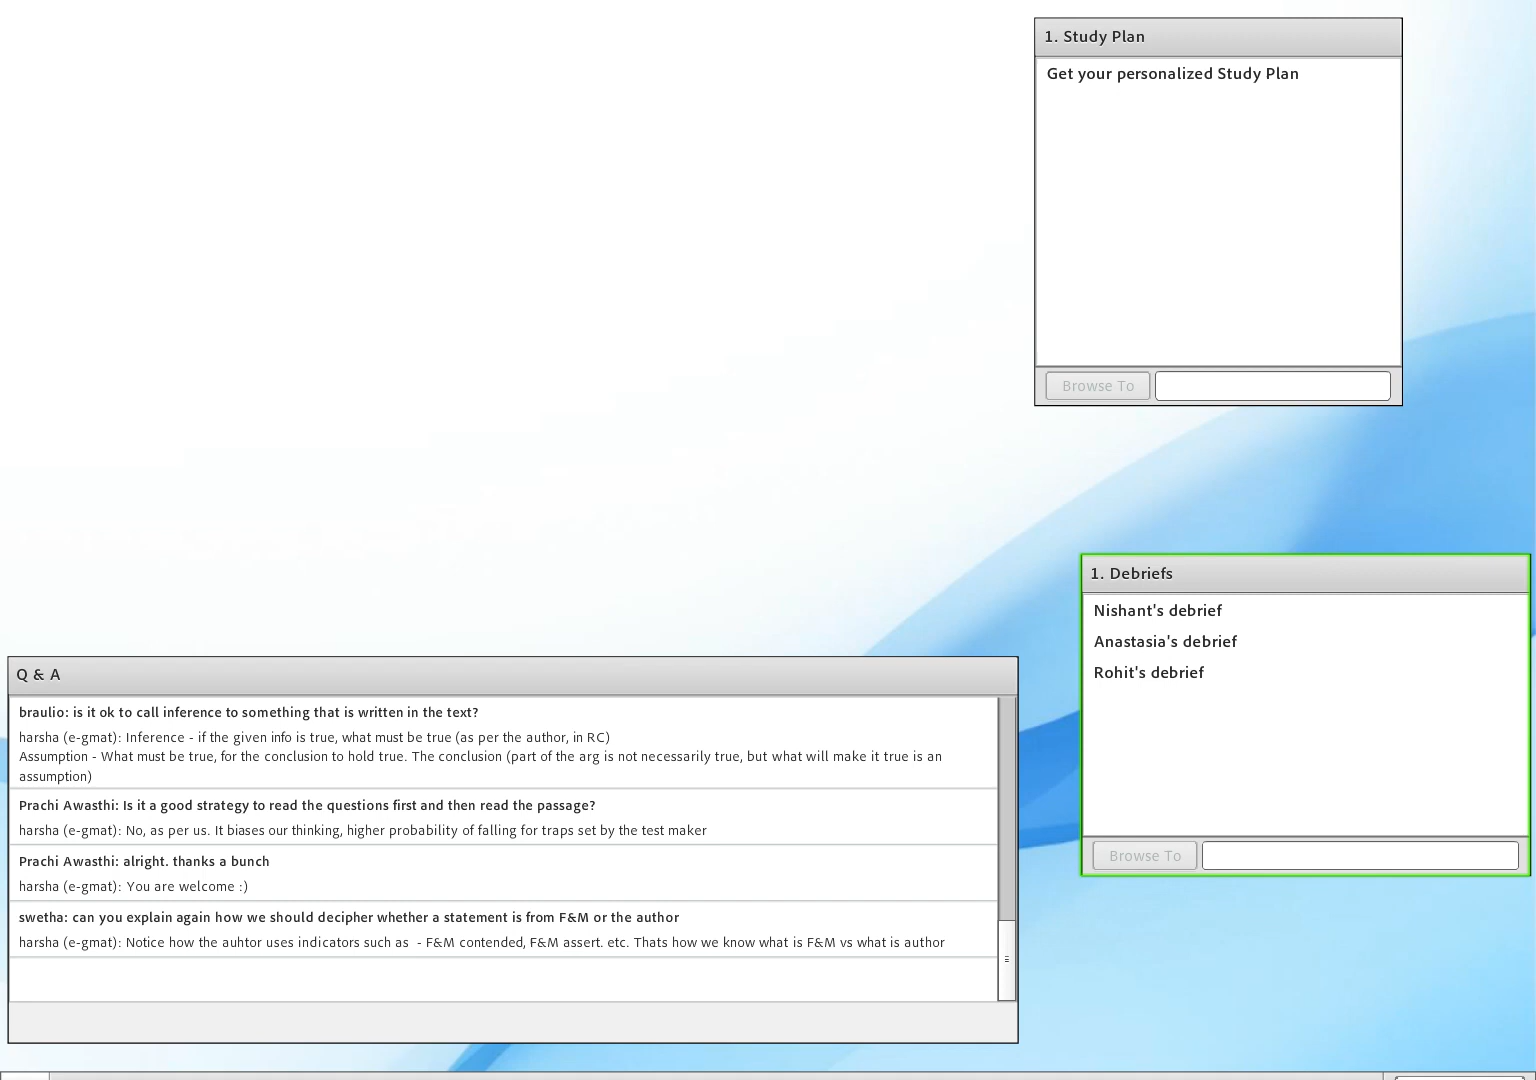 1. Study Plan
Get your personalized Study Plan
Browse To
1. Debriefs
Nishant's debrief
Anastasia's debrief
Rohit's debrief
Browse To
Q & A
braulio: is it ok to call inference to something that is written in the text?
harsha (e-gmat): Inference - if the given info is true, what must be true (as per the author, in RC)
Assumption - What must be true, for the conclusion to hold true. The conclusion (part of the arg is not necessarily true, but what will make it true is an
assumption)
Prachi Awasthi: Is it a good strategy to read the questions first and then read the passage?
harsha (e-gmat): No, as per us. It biases our thinking, higher probability of falling for traps set by the test maker
Prachi Awasthi: alright. thanks a bunch
harsha (e-gmat): You are welcome :)
swetha: can you explain again how we should decipher whether a statement is from F&M or the author
harsha (e-gmat): Notice how the auhtor uses indicators such as  - F&M contended, F&M assert. etc. Thats how we know what is F&M vs what is author